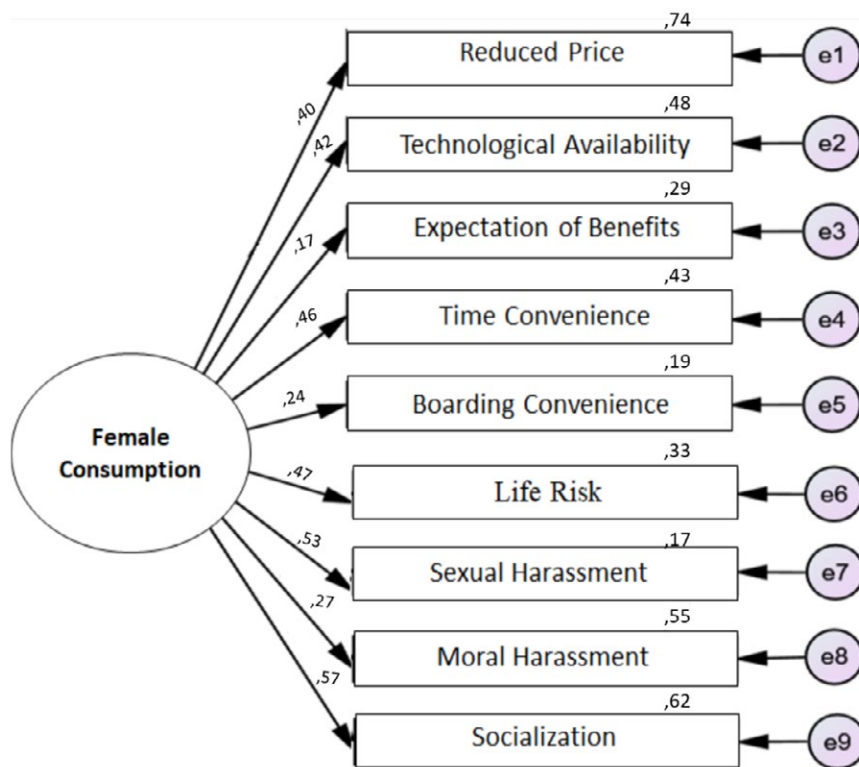 ,74
Reduced Price
e1
,40
,48
Technological Availability
e2
,42
,29
Expectation of Benefits
e3
,17
,43
Time Convenience
e4
,46
,19
Boarding Convenience
e5
,24
Female
Consumption
,33
Life Risk
e6
,47
,17
Sexual Harassment
e7
,53
,55
Moral Harassment
e8
,27
,62
Socialization
e9
,57